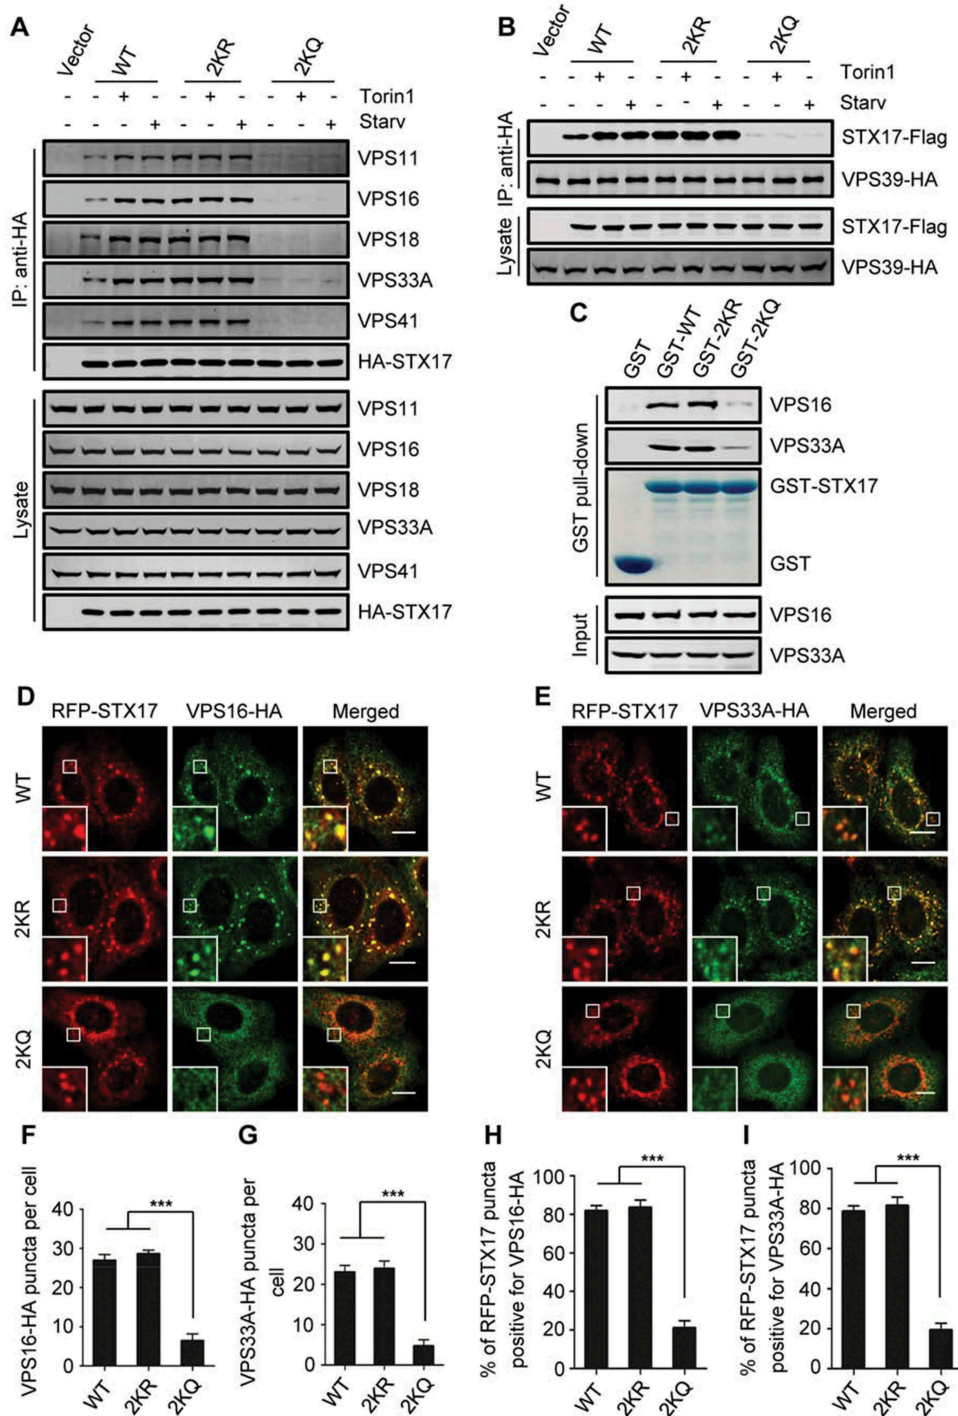 A
Vector
WT
2KR
2KQ
- - + - - + - - + - Torin1
- - - + - - + - - + Starv
IP: anti-HA
VPS11
VPS16
VPS18
VPS33A
VPS41
HA-STX17
Lysate
VPS11
VPS16
VPS18
VPS33A
VPS41
HA-STX17
B
Vector
WT
2KR
2KQ
- - + - - + - - + - Torin1
- - - + - - + - - + Starv
IP: anti-HA
STX17-Flag
VPS39-HA
Lysate
STX17-Flag
VPS39-HA
C
GST
GST-WT
GST-2KR
GST-2KQ
GST pull-down
VPS16
VPS33A
GST-STX17
GST
Input
VPS16
VPS33A
D
RFP-STX17 VPS16-HA Merged
WT
2KR
2KQ
E
RFP-STX17 VPS33A-HA Merged
WT
2KR
2KQ
F
VPS16-HA puncta per cell
40
30
20
10
0
***
WT 2KR 2KQ
G
VPS33A-HA puncta per
cell
40
30
20
10
0
***
WT 2KR 2KQ
H
% of RFP-STX17 puncta
positive for VPS16-HA
100
80
60
40
20
0
***
WT 2KR 2KQ
I
% of RFP-STX17 puncta
positive for VPS33A-HA
100
80
60
40
20
0
***
WT 2KR 2KQ